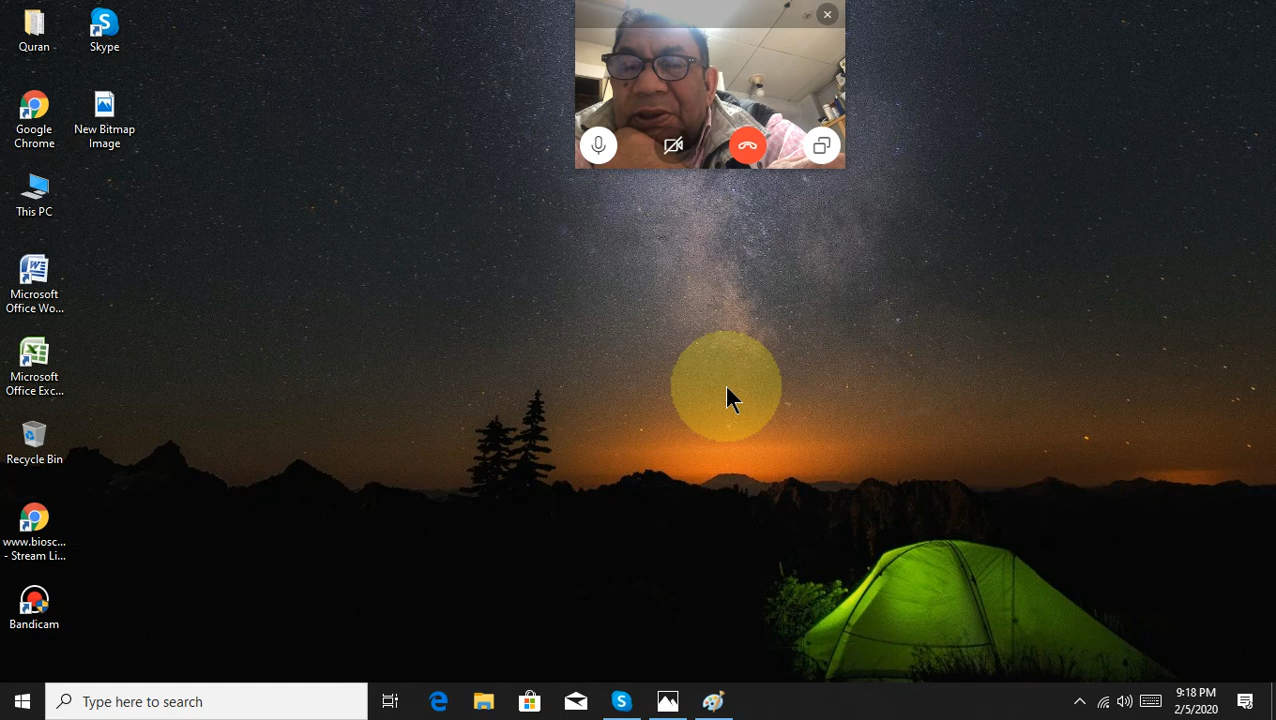 Quran
Skype
Google
Chrome
New Bitmap
Image
This PC
Microsoft
Office Wo...
Microsoft
Office Exc...
Recycle Bin
www.biosc...
- Stream Li...
Bandicam
Type here to search
9:18 PM
2/5/2020